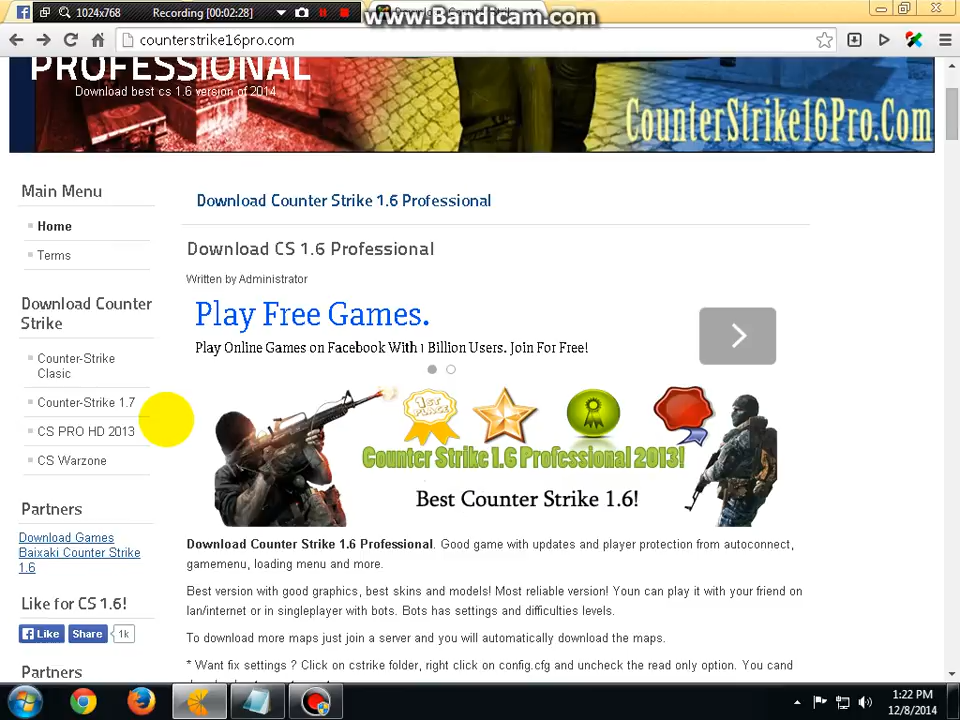 1024x768
Recording [00:02:28]
www.Bandicam.com
counterstrike16pro.com
PROFESSIONAL
Download best cs 1.6 version of 2014
CounterStrike16Pro.Com
Main Menu
Home
Terms
Download Counter
Strike
Counter-Strike
Clasic
Counter-Strike 1.7
CS PRO HD 2013
CS Warzone
Partners
Download Games
Baixaki Counter Strike
1.6
Like for CS 1.6!
Like
Share
1k
Partners
Download Counter Strike 1.6 Professional
Download CS 1.6 Professional
Written by Administrator
Play Free Games.
Play Online Games on Facebook With 1 Billion Users. Join For Free!
1ST
PLACE
Counter Strike 1.6 Professional 2013!
Best Counter Strike 1.6!
Download Counter Strike 1.6 Professional. Good game with updates and player protection from autoconnect,
gamemenu, loading menu and more.
Best version with good graphics, best skins and models! Most reliable version! Youn can play it with your friend on
lan/internet or in singleplayer with bots. Bots has settings and difficulties levels.
To download more maps just join a server and you will automatically download the maps.
* Want fix settings ? Click on cstrike folder, right click on config.cfg and uncheck the read only option. You cand
1:22 PM
12/8/2014